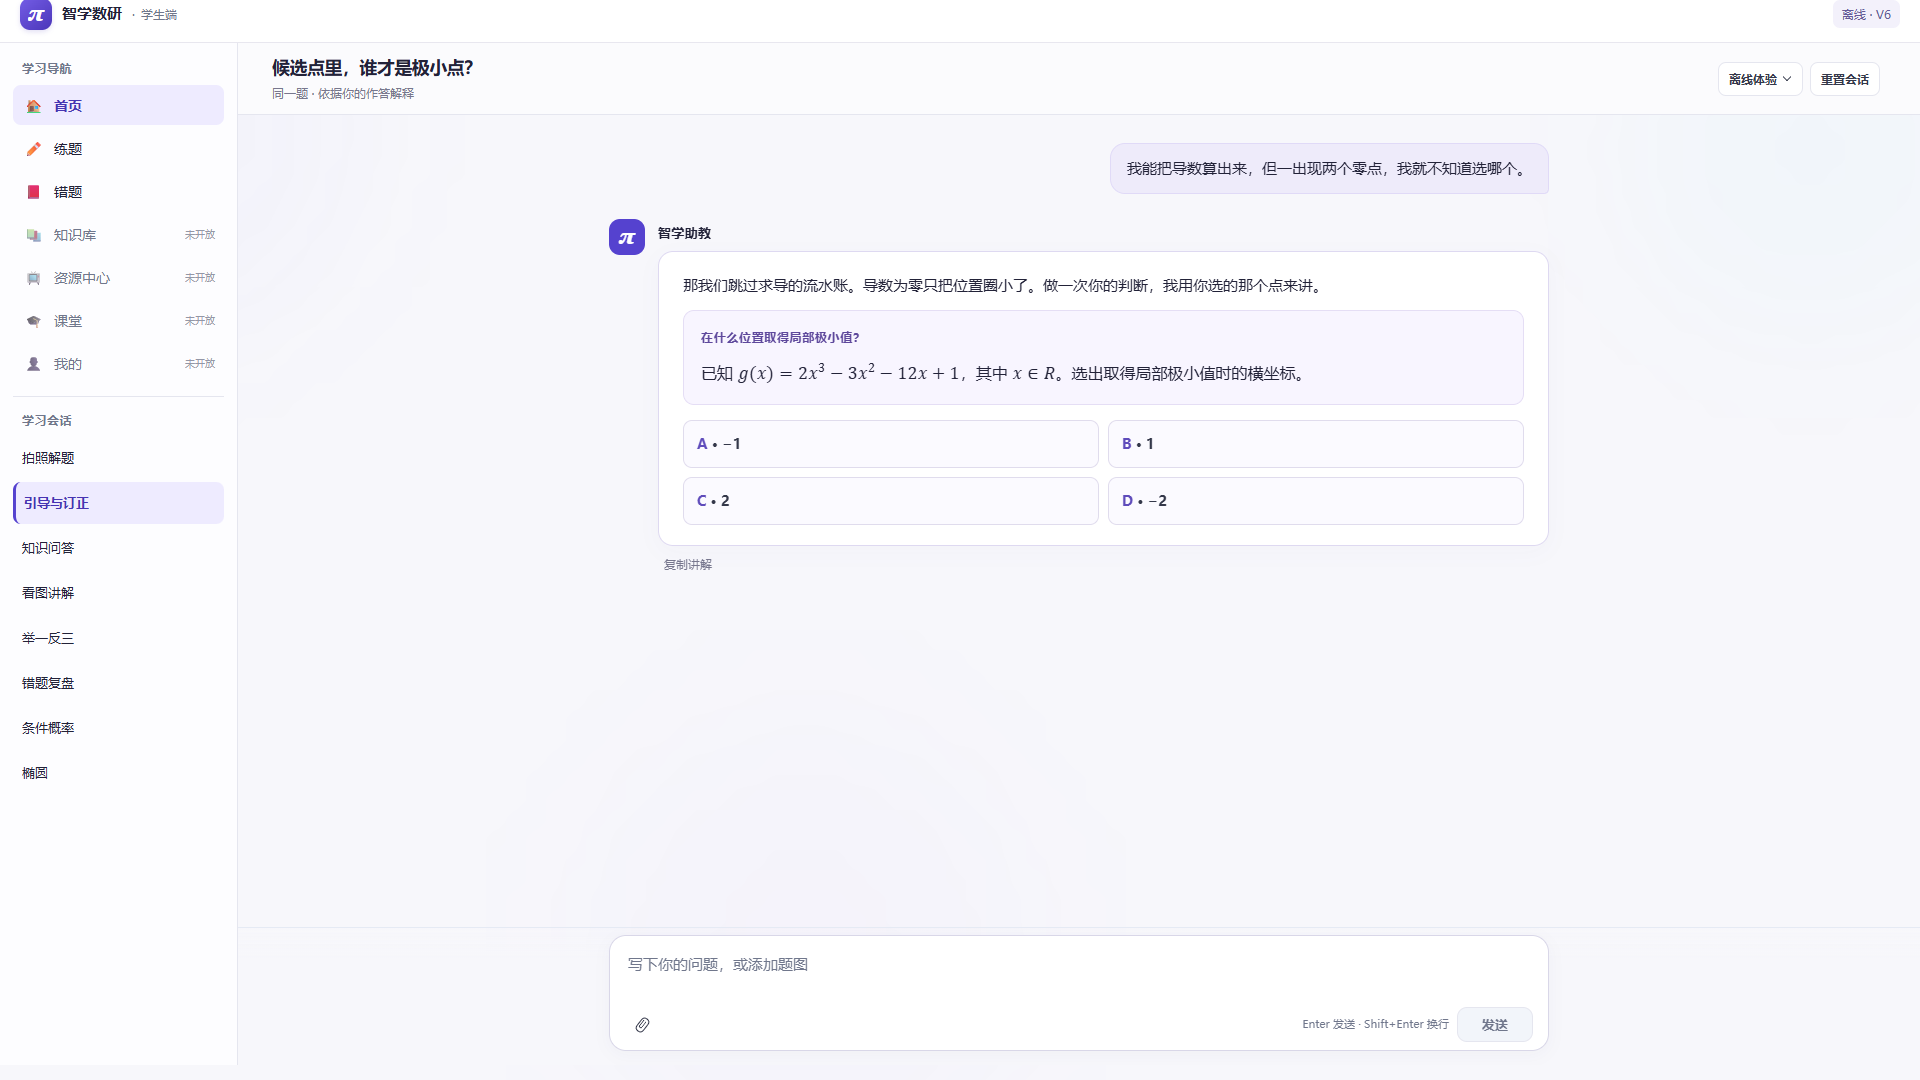 智学数研 · 学生端
离线 · V6
学习导航
首页
练题
错题
知识库 未开放
资源中心 未开放
课堂 未开放
我的 未开放
学习会话
拍照解题
引导与订正
知识问答
看图讲解
举一反三
错题复盘
条件概率
椭圆
候选点里，谁才是极小点？
同一题 · 依据你的作答解释
离线体验
重置会话
我能把导数算出来，但一出现两个零点，我就不知道选哪个。
π
智学助教
那我们跳过求导的流水账。导数为零只把位置圈小了。做一次你的判断，我用你选的那个点来讲。
在什么位置取得局部极小值？
已知 g(x) = 2x³ − 3x² − 12x + 1，其中 x ∈ R。选出取得局部极小值时的横坐标。
A • −1
B • 1
C • 2
D • −2
复制讲解
写下你的问题，或添加题图
Enter 发送 · Shift+Enter 换行
发送